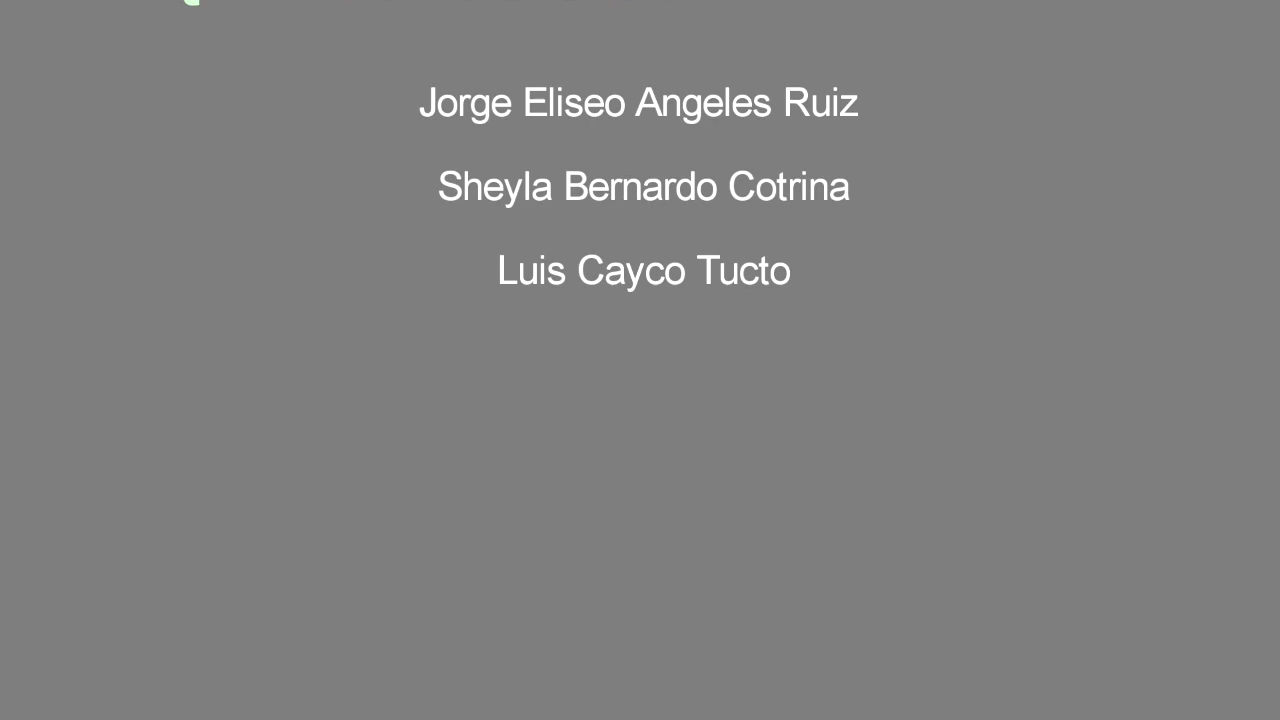 Jorge Eliseo Angeles Ruiz
Sheyla Bernardo Cotrina
Luis Cayco Tucto